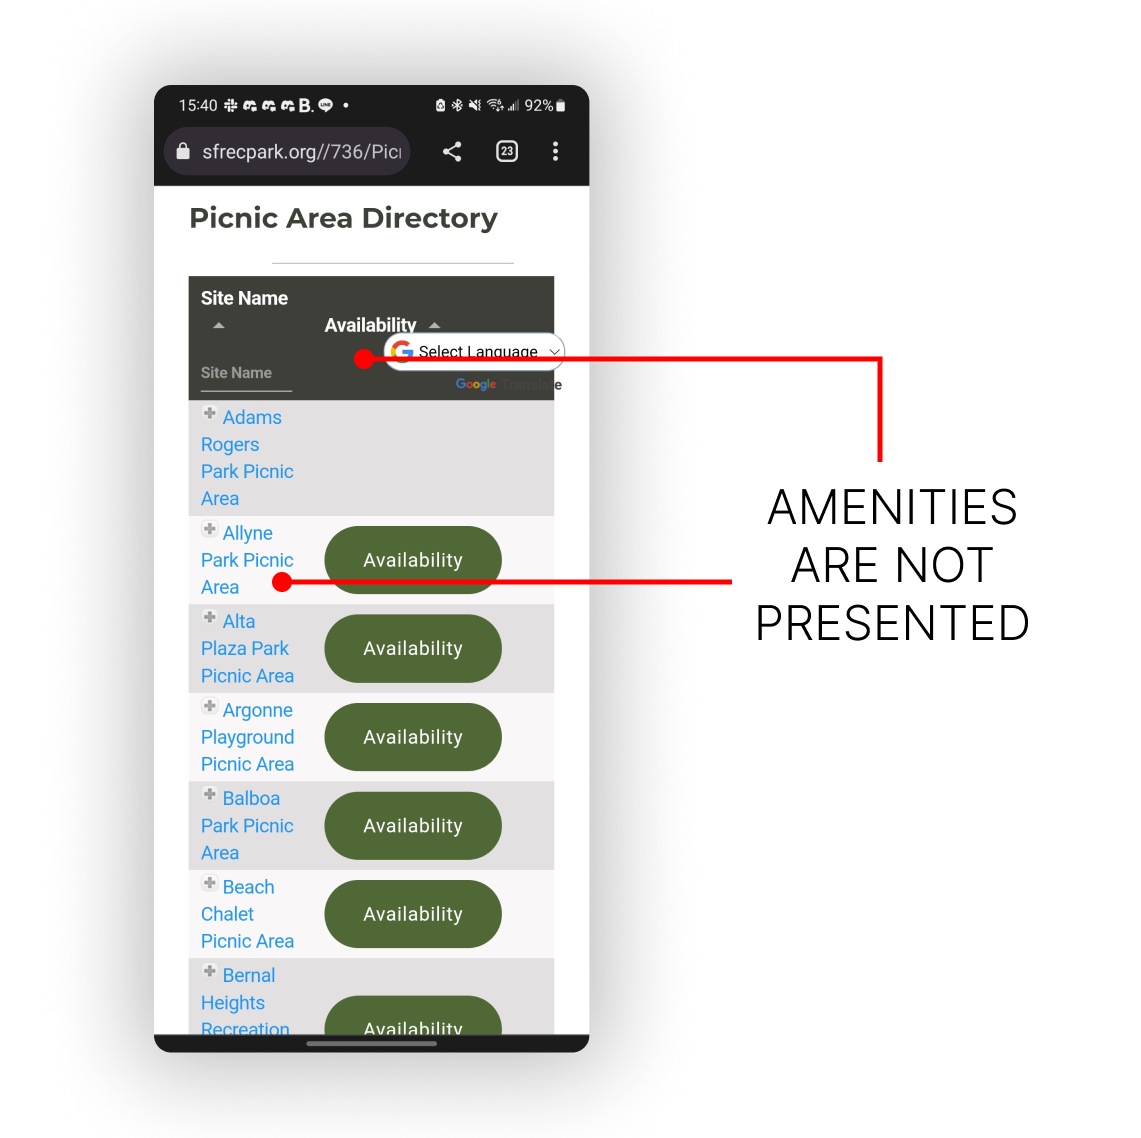 15:40 B. LINE 92%
sfrecpark.org//736/Pic
23
Picnic Area Directory
Site Name
Availability
Select Language
Site Name
Google Translate
Adams
Rogers
Park Picnic
Area
Allyne
Park Picnic
Area
Availability
Alta
Plaza Park
Picnic Area
Availability
Argonne
Playground
Picnic Area
Availability
Balboa
Park Picnic
Area
Availability
Beach
Chalet
Picnic Area
Availability
Bernal
Heights
Recreation
Availability
AMENITIES
ARE NOT
PRESENTED